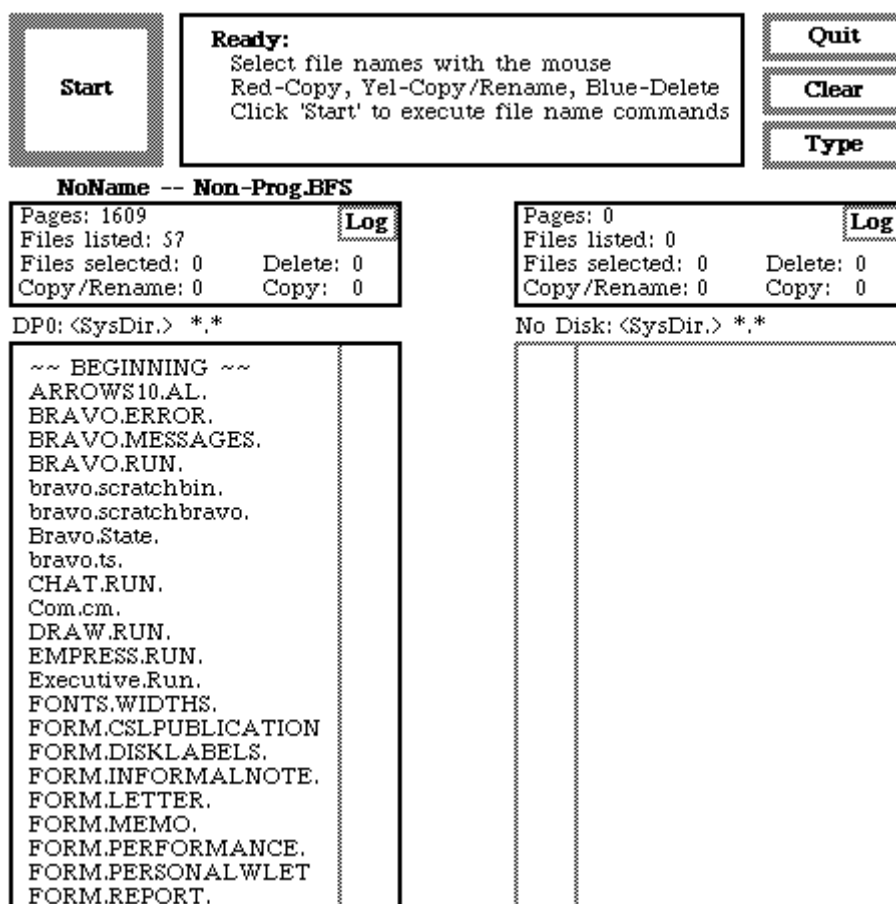 Start
Ready:
Select file names with the mouse
Red-Copy, Yel-Copy/Rename, Blue-Delete
Click 'Start' to execute file name commands
Quit
Clear
Type
NoName -- Non-Prog.BFS
Pages: 1609
Log
Files listed: 57
Files selected: 0 Delete: 0
Copy/Rename: 0 Copy: 0
DP0: <SysDir.> *.*
~~ BEGINNING ~~
ARROWS10.AL.
BRAVO.ERROR.
BRAVO.MESSAGES.
BRAVO.RUN.
bravo.scratchbin.
bravo.scratchbravo.
Bravo.State.
bravo.ts.
CHAT.RUN.
Com.cm.
DRAW.RUN.
EMPRESS.RUN.
Executive.Run.
FONTS.WIDTHS.
FORM.CSLPUBLICATION
FORM.DISKLABELS.
FORM.INFORMALNOTE.
FORM.LETTER.
FORM.MEMO.
FORM.PERFORMANCE.
FORM.PERSONALWLET
FORM.REPORT.
Pages: 0
Log
Files listed: 0
Files selected: 0 Delete: 0
Copy/Rename: 0 Copy: 0
No Disk: <SysDir.> *.*